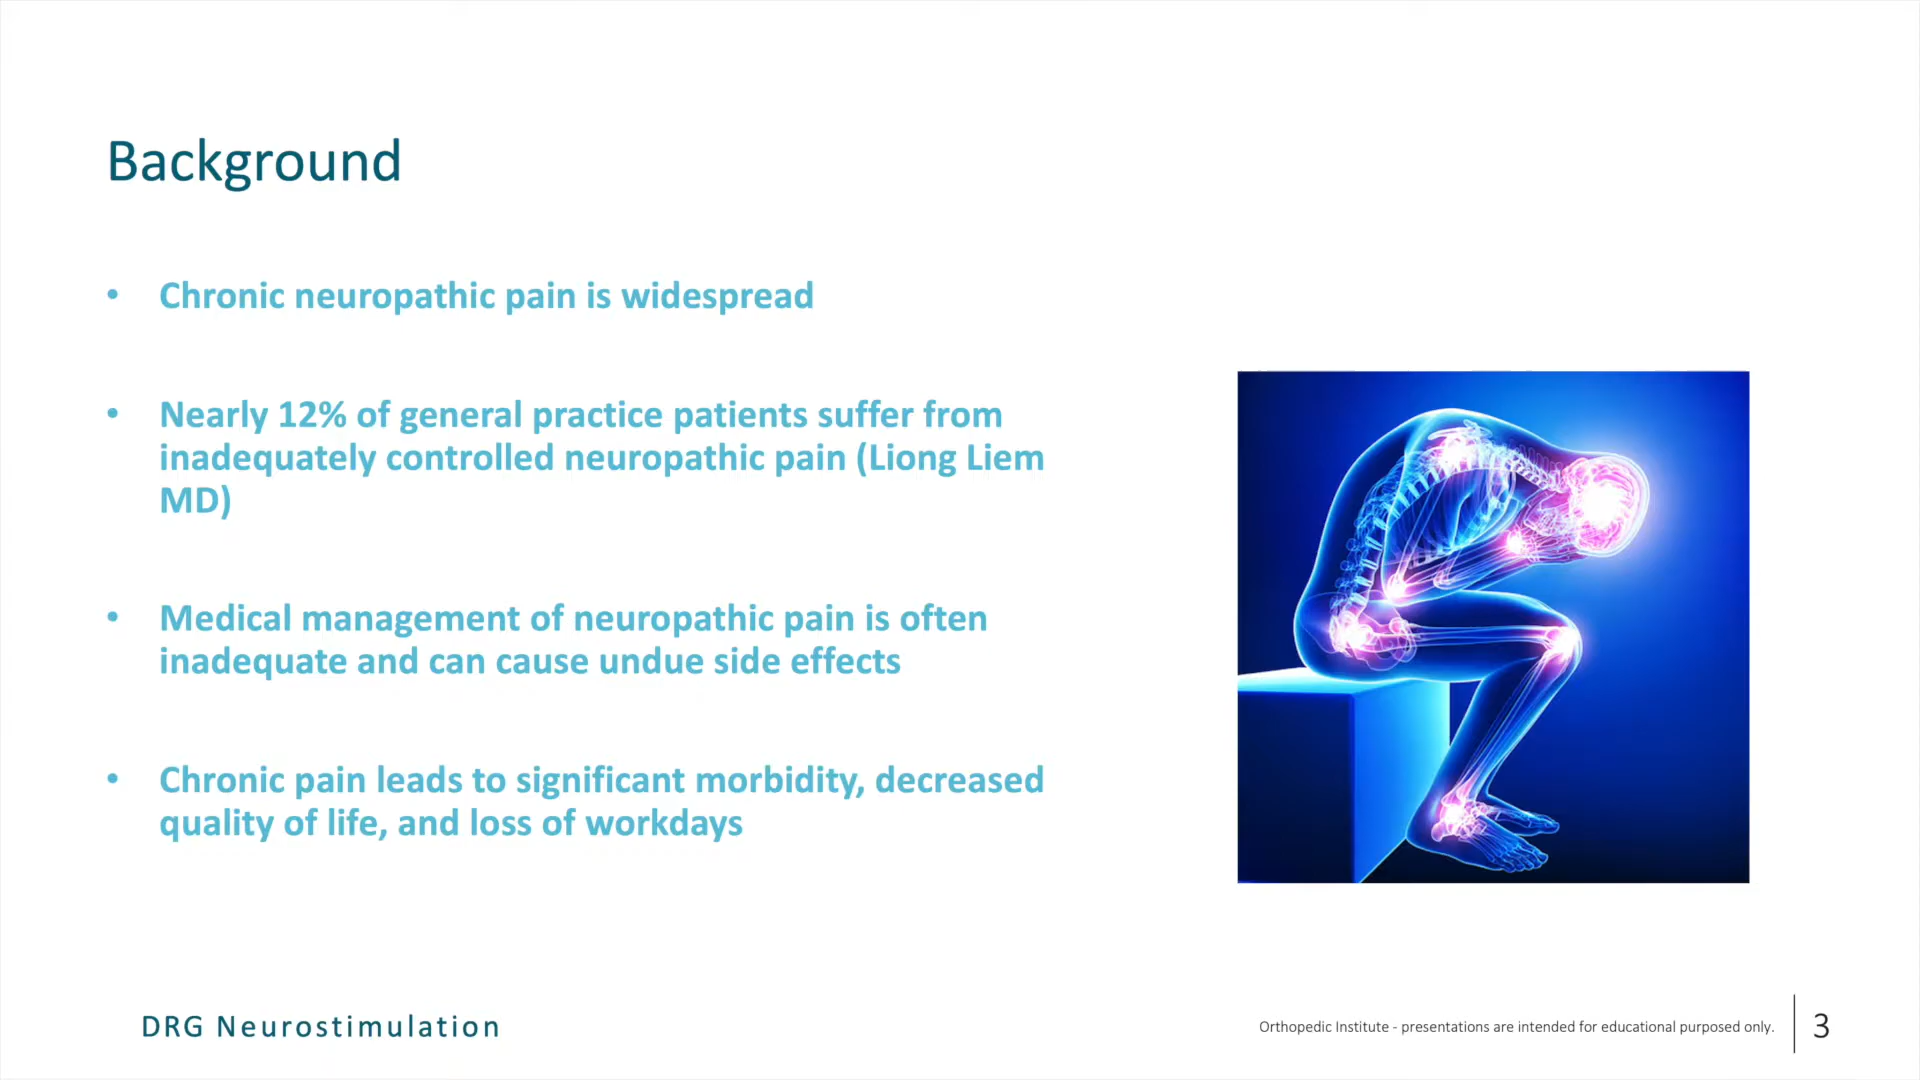 Background
• Chronic neuropathic pain is widespread
• Nearly 12% of general practice patients suffer from
inadequately controlled neuropathic pain (Liong Liem
MD)
• Medical management of neuropathic pain is often
inadequate and can cause undue side effects
• Chronic pain leads to significant morbidity, decreased
quality of life, and loss of workdays
DRG Neurostimulation
Orthopedic Institute - presentations are intended for educational purposed only.
3